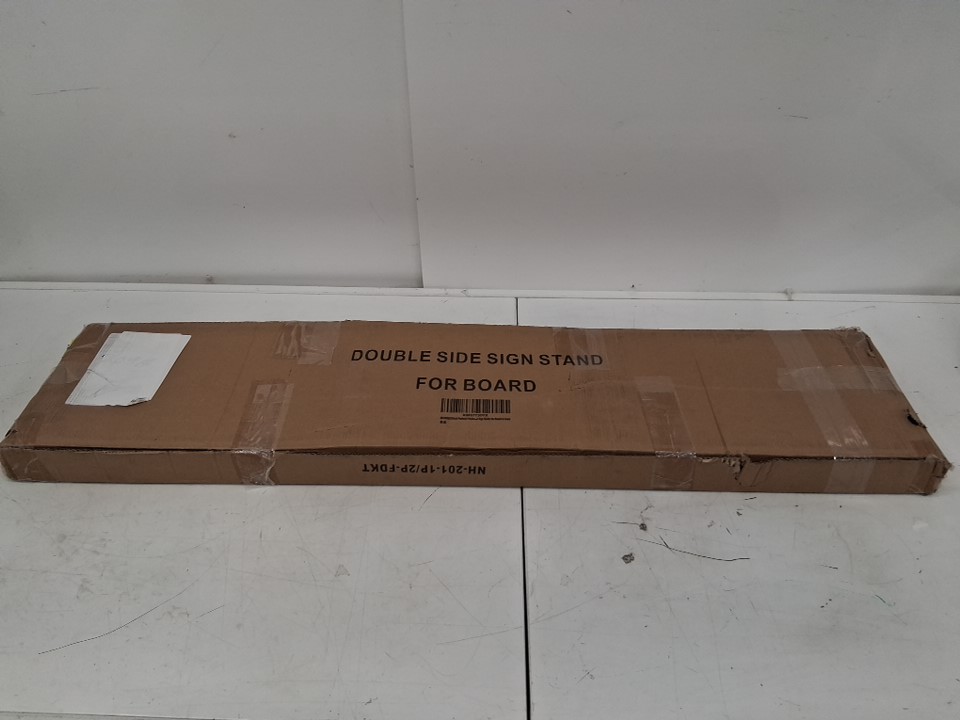 DOUBLE SIDE SIGN STAND
FOR BOARD
NH-201-1P/2P-FDKT